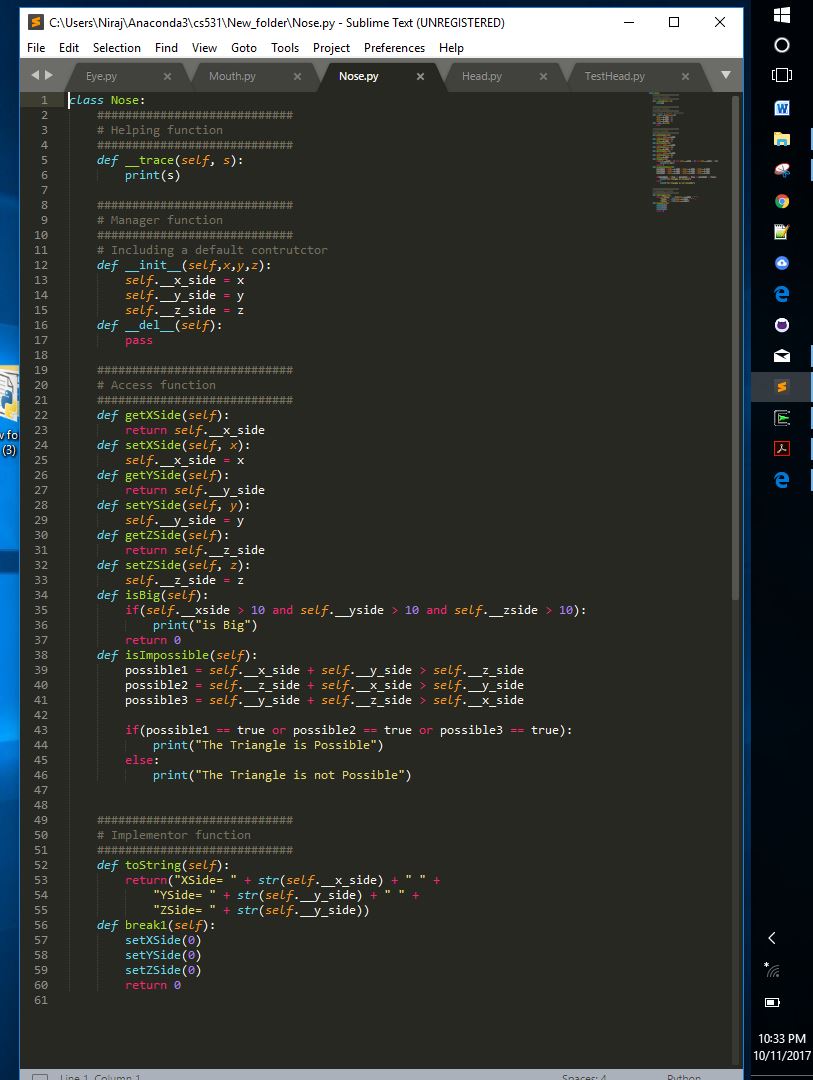 C:\Users\Niraj\Anaconda3\cs531\New_folder\Nose.py - Sublime Text (UNREGISTERED)
File Edit Selection Find View Goto Tools Project Preferences Help
Eye.py Mouth.py Nose.py Head.py TestHead.py
1 class Nose:
2 ############################
3 # Helping function
4 ############################
5 def __trace(self, s):
6 print(s)
7
8 ############################
9 # Manager function
10 ############################
11 # Including a default contrutctor
12 def __init__(self,x,y,z):
13 self.__x_side = x
14 self.__y_side = y
15 self.__z_side = z
16 def __del__(self):
17 pass
18
19 ############################
20 # Access function
21 ############################
22 def getXSide(self):
23 return self.__x_side
24 def setXSide(self, x):
25 self.__x_side = x
26 def getYSide(self):
27 return self.__y_side
28 def setYSide(self, y):
29 self.__y_side = y
30 def getZSide(self):
31 return self.__z_side
32 def setZSide(self, z):
33 self.__z_side = z
34 def isBig(self):
35 if(self.__xside > 10 and self.__yside > 10 and self.__zside > 10):
36 print("is Big")
37 return 0
38 def isImpossible(self):
39 possible1 = self.__x_side + self.__y_side > self.__z_side
40 possible2 = self.__z_side + self.__x_side > self.__y_side
41 possible3 = self.__y_side + self.__z_side > self.__x_side
42
43 if(possible1 == true or possible2 == true or possible3 == true):
44 print("The Triangle is Possible")
45 else:
46 print("The Triangle is not Possible")
47
48
49 ############################
50 # Implementor function
51 ############################
52 def toString(self):
53 return("XSide= " + str(self.__x_side) + " " +
54 "YSide= " + str(self.__y_side) + " " +
55 "ZSide= " + str(self.__y_side))
56 def break1(self):
57 setXSide(0)
58 setYSide(0)
59 setZSide(0)
60 return 0
61
Line 1, Column 1 Spaces: 4 Python
w fo
(3)
10:33 PM
10/11/2017